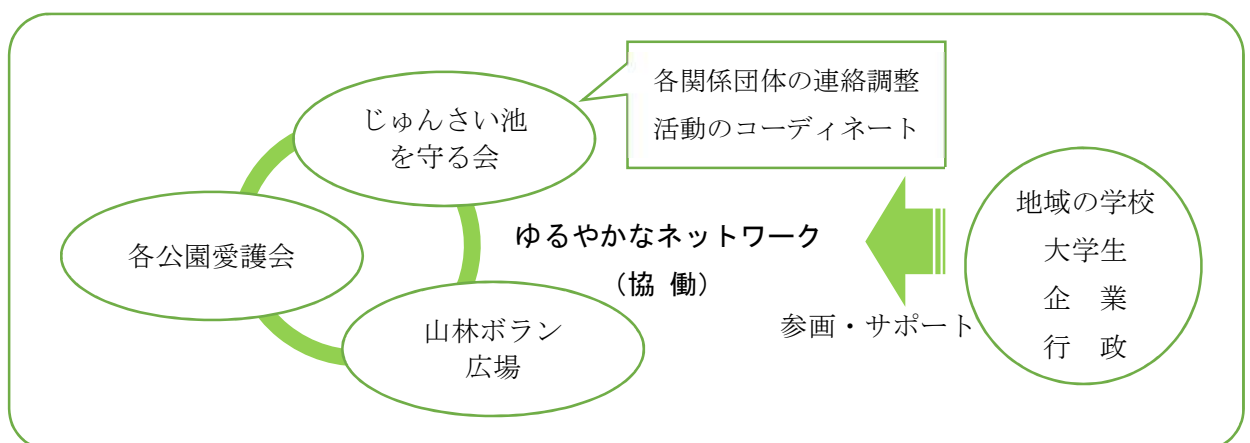 じゅんさい池
を守る会
各関係団体の連絡調整
活動のコーディネート
各公園愛護会
ゆるやかなネットワーク
（協 働）
山林ボラン
広場
参画・サポート
地域の学校
大学生
企　業
行　政